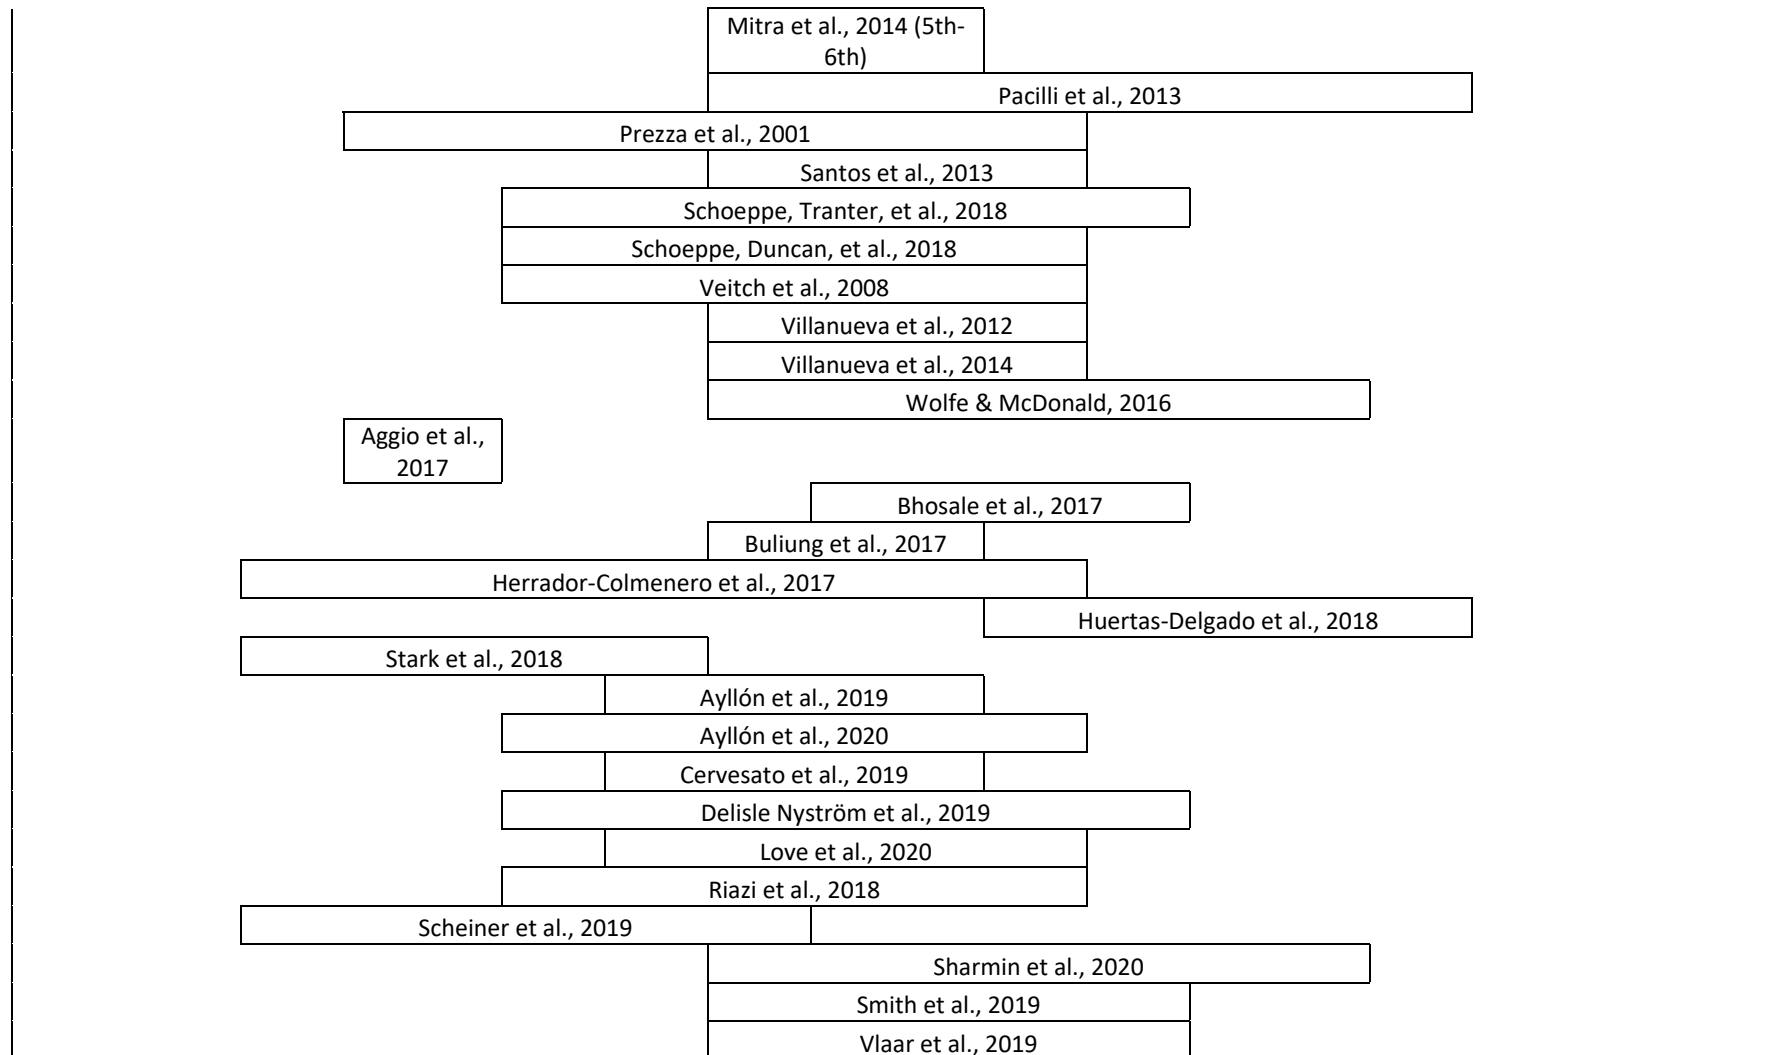 Mitra et al., 2014 (5th-
6th)
Pacilli et al., 2013
Prezza et al., 2001
Santos et al., 2013
Schoeppe, Tranter, et al., 2018
Schoeppe, Duncan, et al., 2018
Veitch et al., 2008
Villanueva et al., 2012
Villanueva et al., 2014
Wolfe & McDonald, 2016
Aggio et al.,
2017
Bhosale et al., 2017
Buliung et al., 2017
Herrador-Colmenero et al., 2017
Huertas-Delgado et al., 2018
Stark et al., 2018
Ayllón et al., 2019
Ayllón et al., 2020
Cervesato et al., 2019
Delisle Nyström et al., 2019
Love et al., 2020
Riazi et al., 2018
Scheiner et al., 2019
Sharmin et al., 2020
Smith et al., 2019
Vlaar et al., 2019